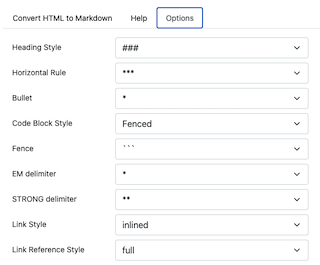 Convert HTML to Markdown Help Options
Heading Style ###
Horizontal Rule ***
Bullet *
Code Block Style Fenced
Fence ```
EM delimiter *
STRONG delimiter **
Link Style inlined
Link Reference Style full